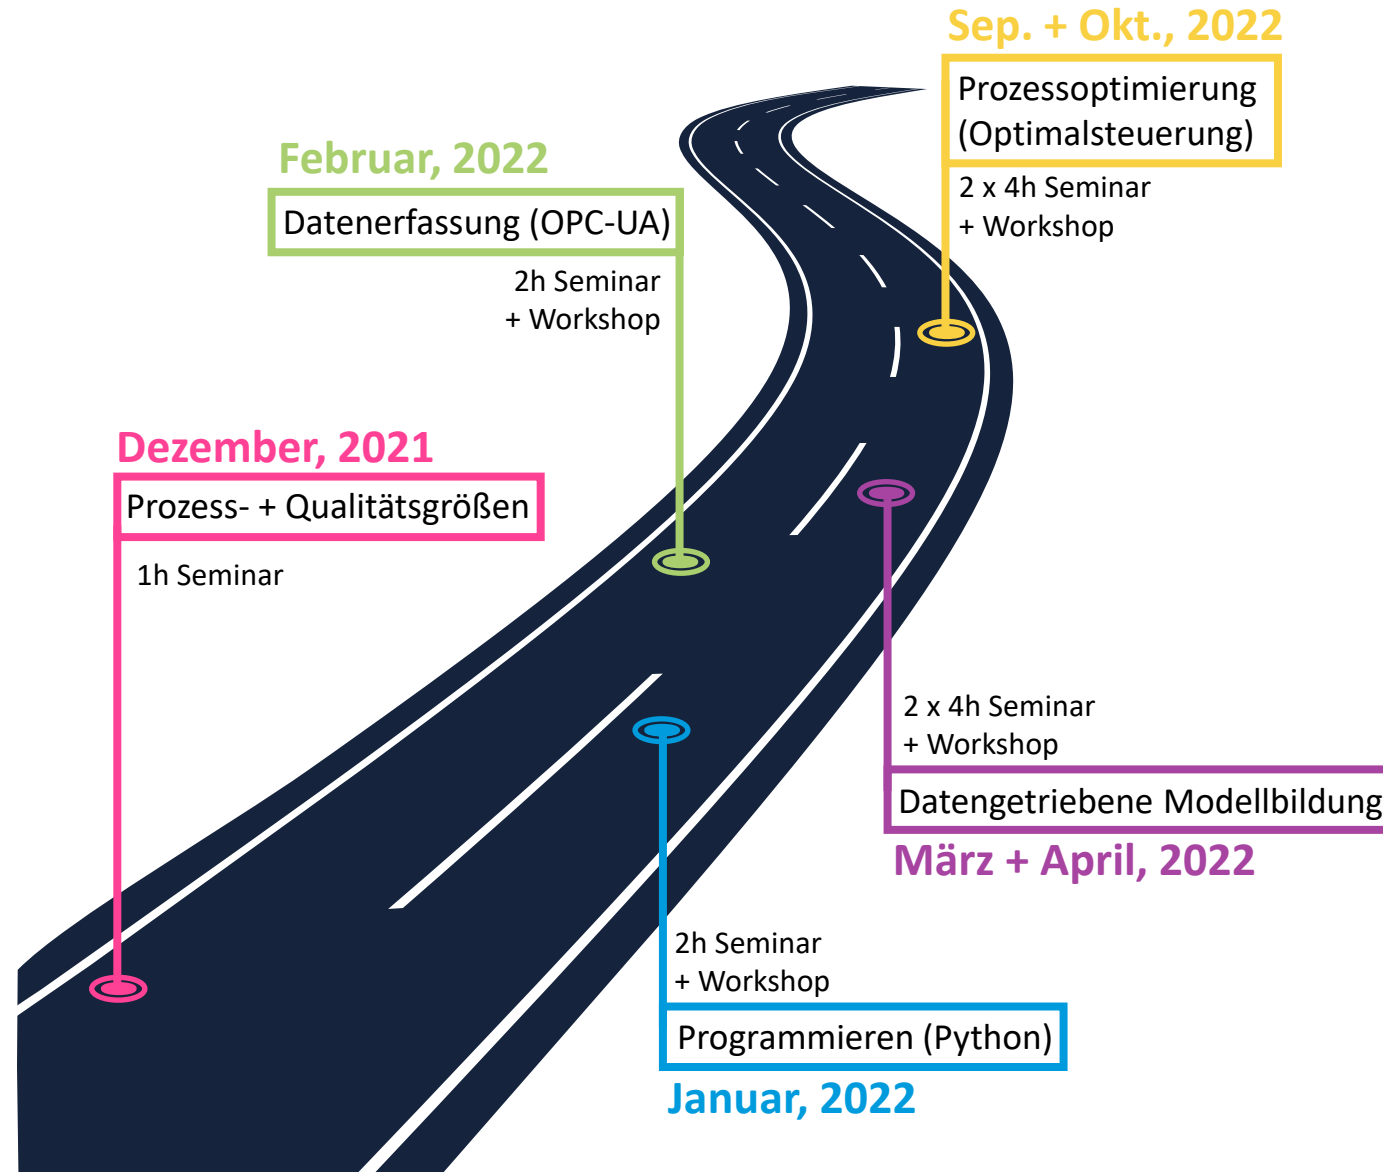 Sep. + Okt., 2022
Prozessoptimierung
(Optimalsteuerung)
2 x 4h Seminar
+ Workshop
Februar, 2022
Datenerfassung (OPC-UA)
2h Seminar
+ Workshop
Dezember, 2021
Prozess- + Qualitätsgrößen
1h Seminar
2 x 4h Seminar
+ Workshop
Datengetriebene Modellbildung
März + April, 2022
2h Seminar
+ Workshop
Programmieren (Python)
Januar, 2022